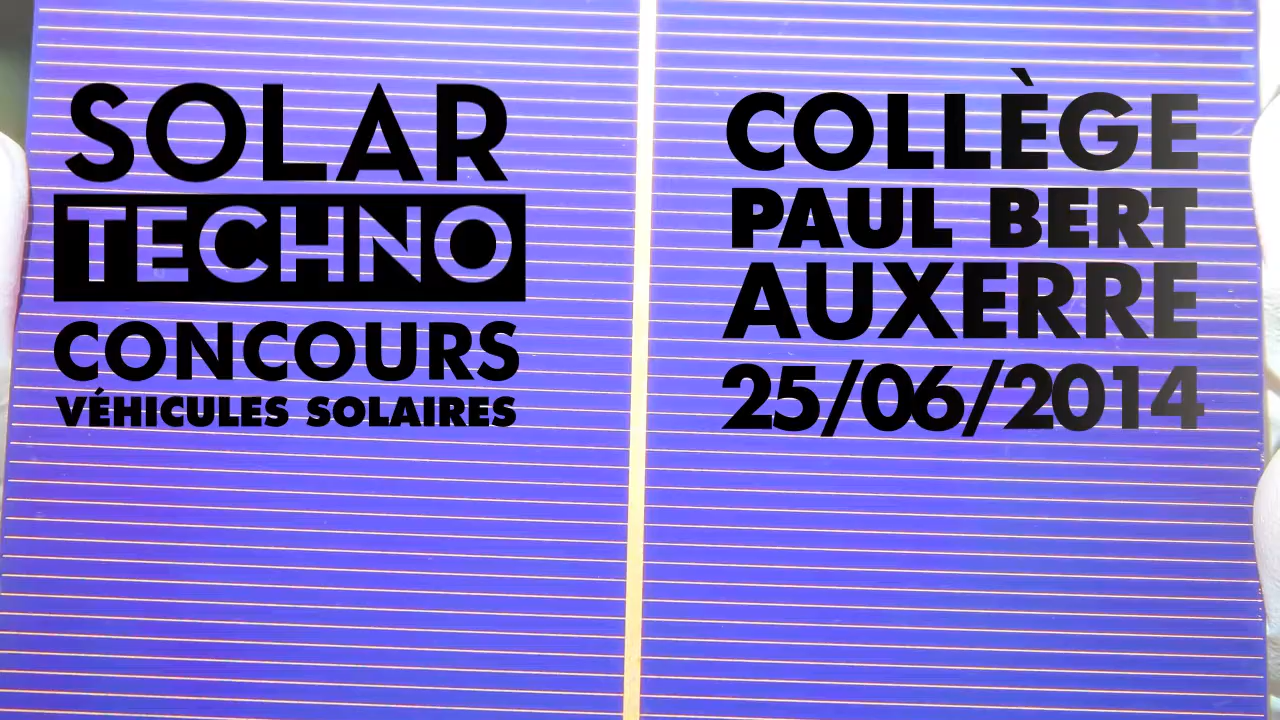 SOLAR
TECHNO
CONCOURS
VÉHICULES SOLAIRES
COLLÈGE
PAUL BERT
AUXERRE
25/06/2014